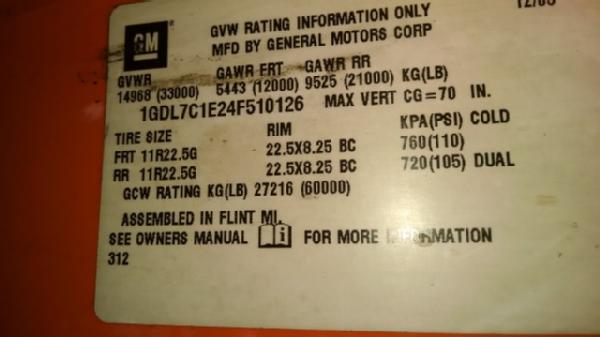 GM
GVW RATING INFORMATION ONLY
MFD BY GENERAL MOTORS CORP
GVWR GAWR FRT GAWR RR
14968 (33000) 5443 (12000) 9525 (21000) KG(LB)
1GDL7C1E24F510126 MAX VERT CG=70 IN.
TIRE SIZE RIM KPA(PSI) COLD
FRT 11R22.5G 22.5X8.25 BC 760(110)
RR 11R22.5G 22.5X8.25 BC 720(105) DUAL
GCW RATING KG(LB) 27216 (60000)
ASSEMBLED IN FLINT MI.
SEE OWNERS MANUAL i FOR MORE INFORMATION
312